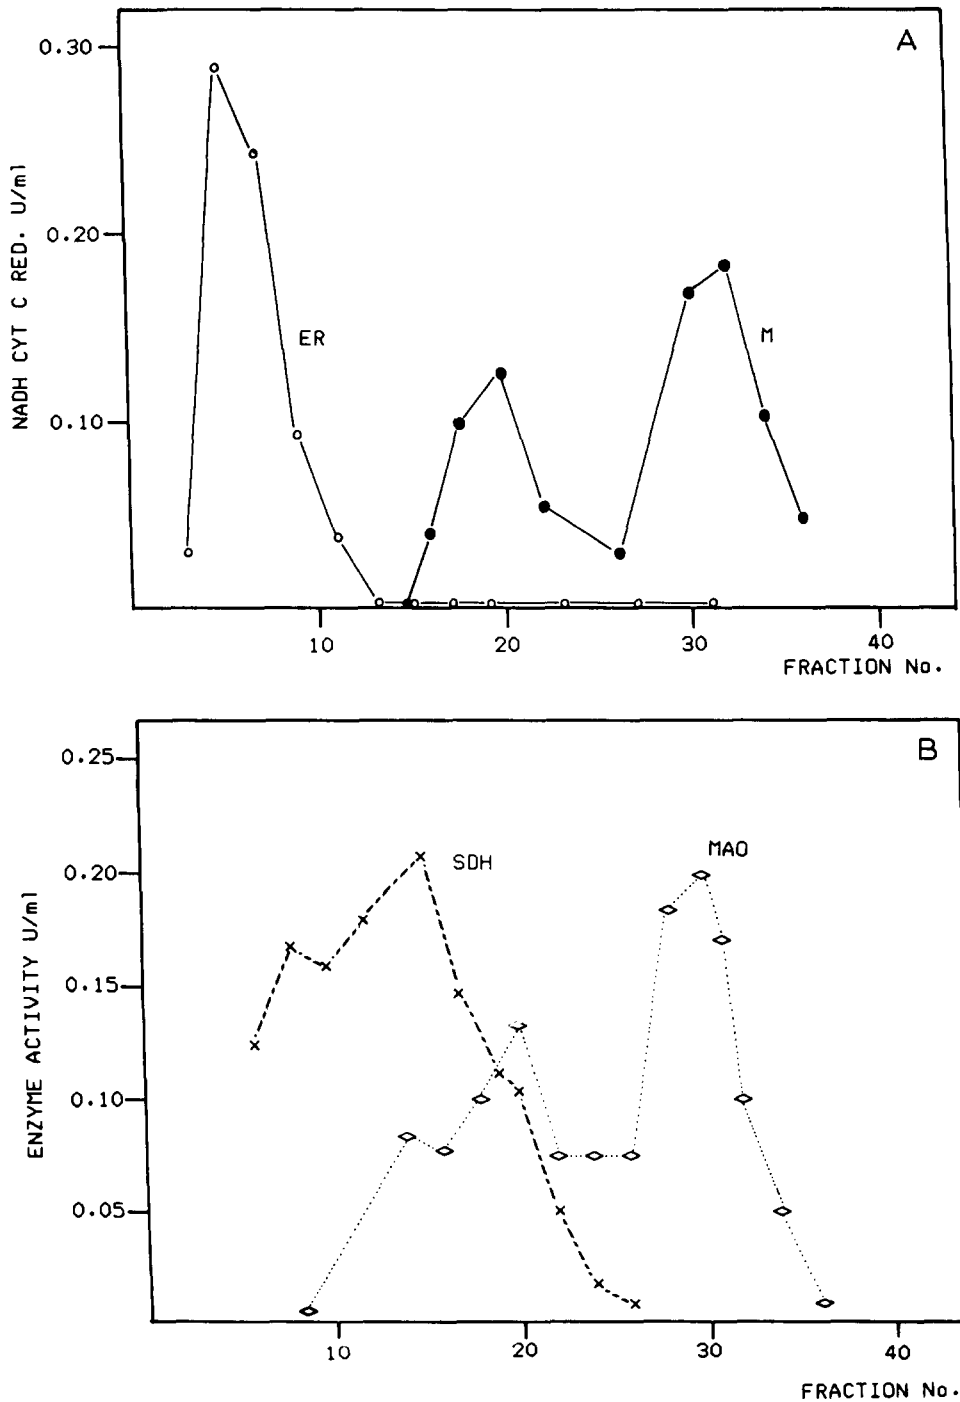 A
0.30
0.20
0.10
NADH CYT C RED. U/ml
ER
M
10 20 30 40
FRACTION No.
B
0.25
0.20
0.15
0.10
0.05
ENZYME ACTIVITY U/ml
SDH
MAO
10 20 30 40
FRACTION No.